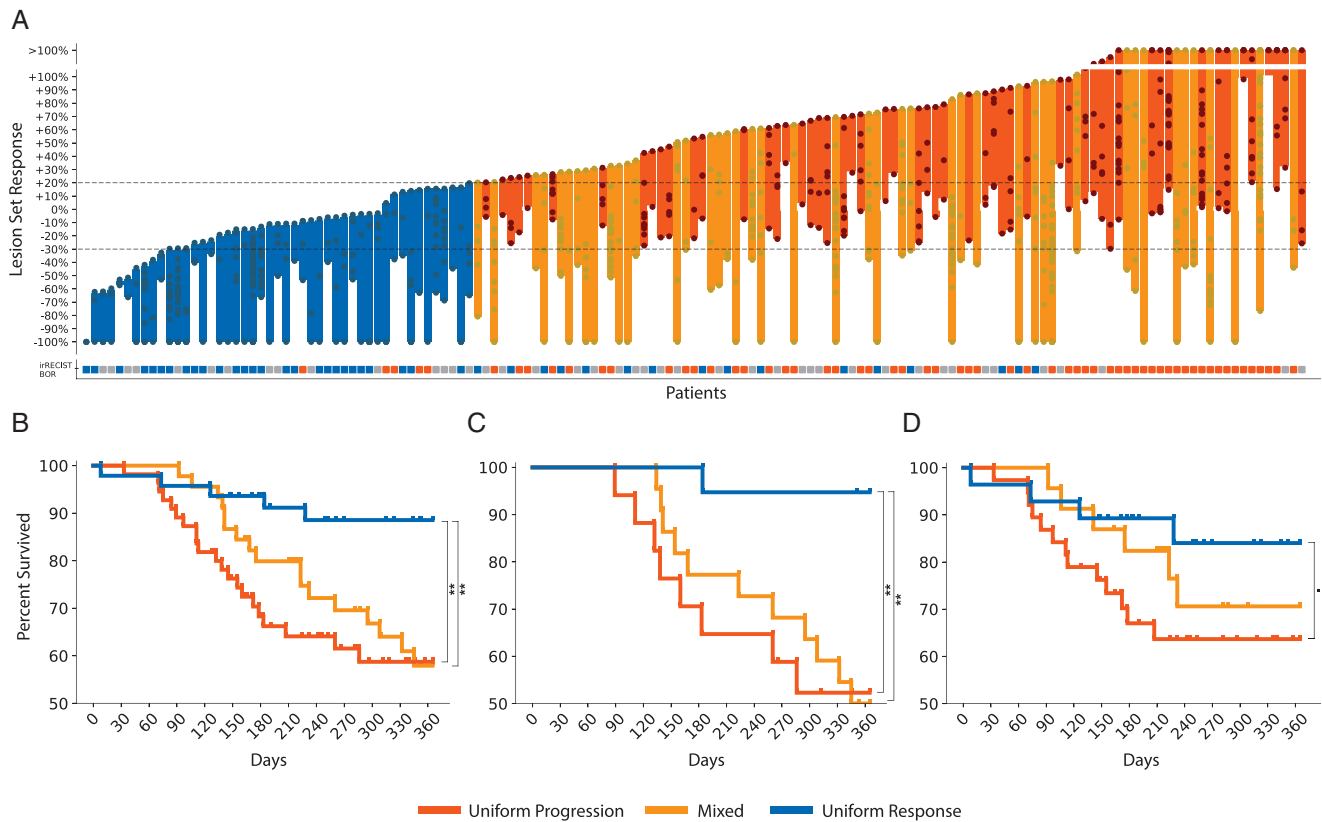 A
Lesion Set Response
>100%
+100%
+90%
+80%
+70%
+60%
+50%
+40%
+30%
+20%
+10%
0%
-10%
-20%
-30%
-40%
-50%
-60%
-70%
-80%
-90%
-100%
irRECIST
BOR
Patients
B
Percent Survived
100
90
80
70
60
50
0 30 60 90 120 150 180 210 240 270 300 330 360
Days
**
**
C
100
90
80
70
60
50
0 30 60 90 120 150 180 210 240 270 300 330 360
Days
**
**
D
100
90
80
70
60
50
0 30 60 90 120 150 180 210 240 270 300 330 360
Days
Uniform Progression Mixed Uniform Response